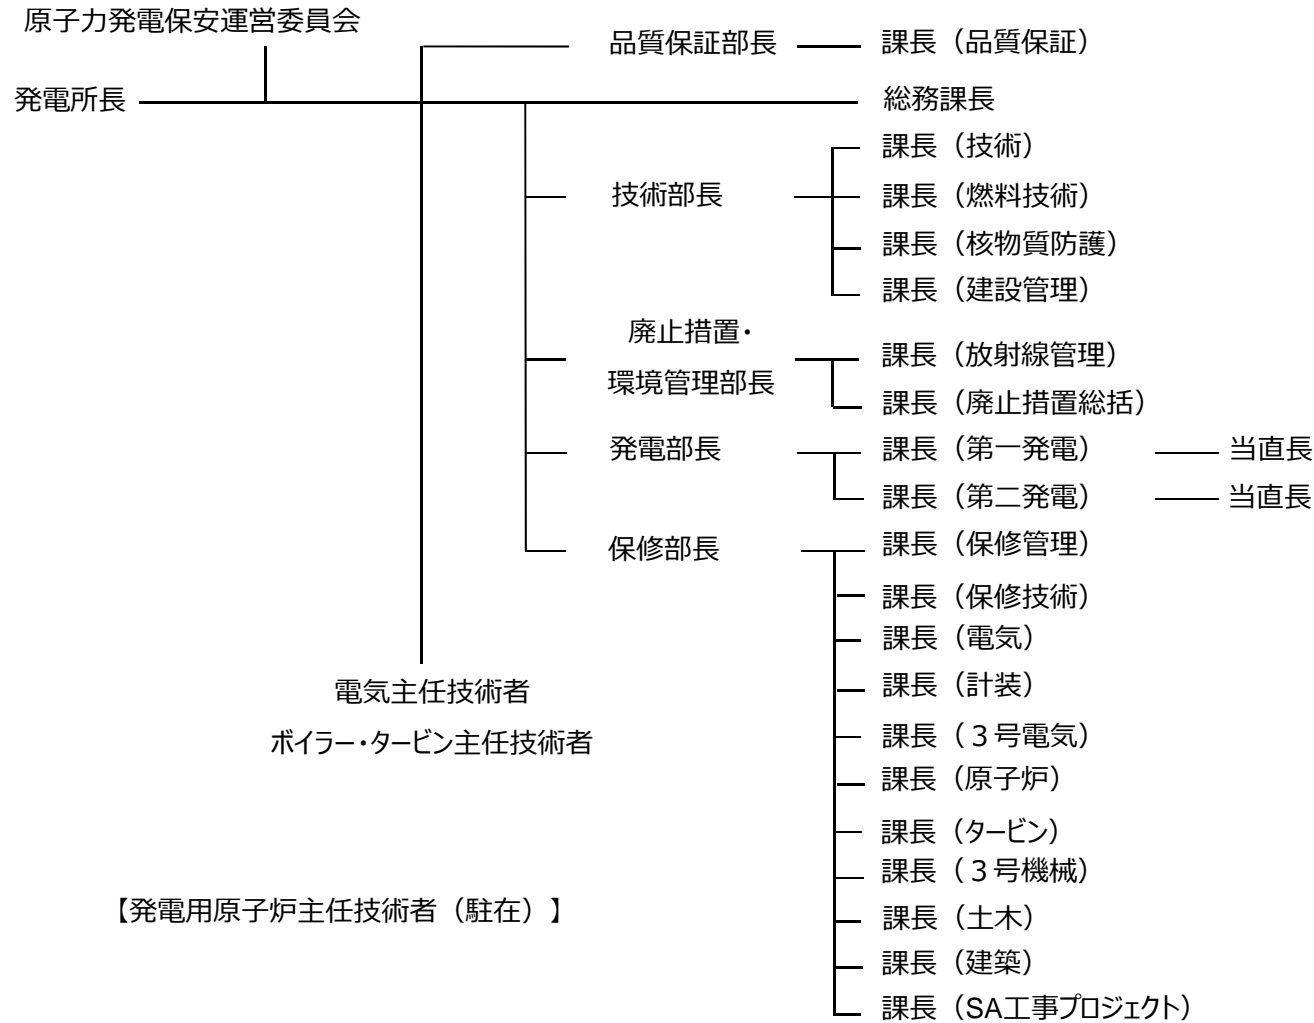 原子力発電保安運営委員会
品質保証部長 課長（品質保証）
発電所長 総務課長
課長（技術）
技術部長 課長（燃料技術）
課長（核物質防護）
課長（建設管理）
廃止措置・
環境管理部長
課長（放射線管理）
課長（廃止措置総括）
発電部長 課長（第一発電） 当直長
課長（第二発電） 当直長
保修部長 課長（保修管理）
課長（保修技術）
課長（電気）
課長（計装）
課長（３号電気）
課長（原子炉）
課長（タービン）
課長（３号機械）
課長（土木）
課長（建築）
課長（SA工事プロジェクト）
電気主任技術者
ボイラー・タービン主任技術者
【発電用原子炉主任技術者（駐在）】